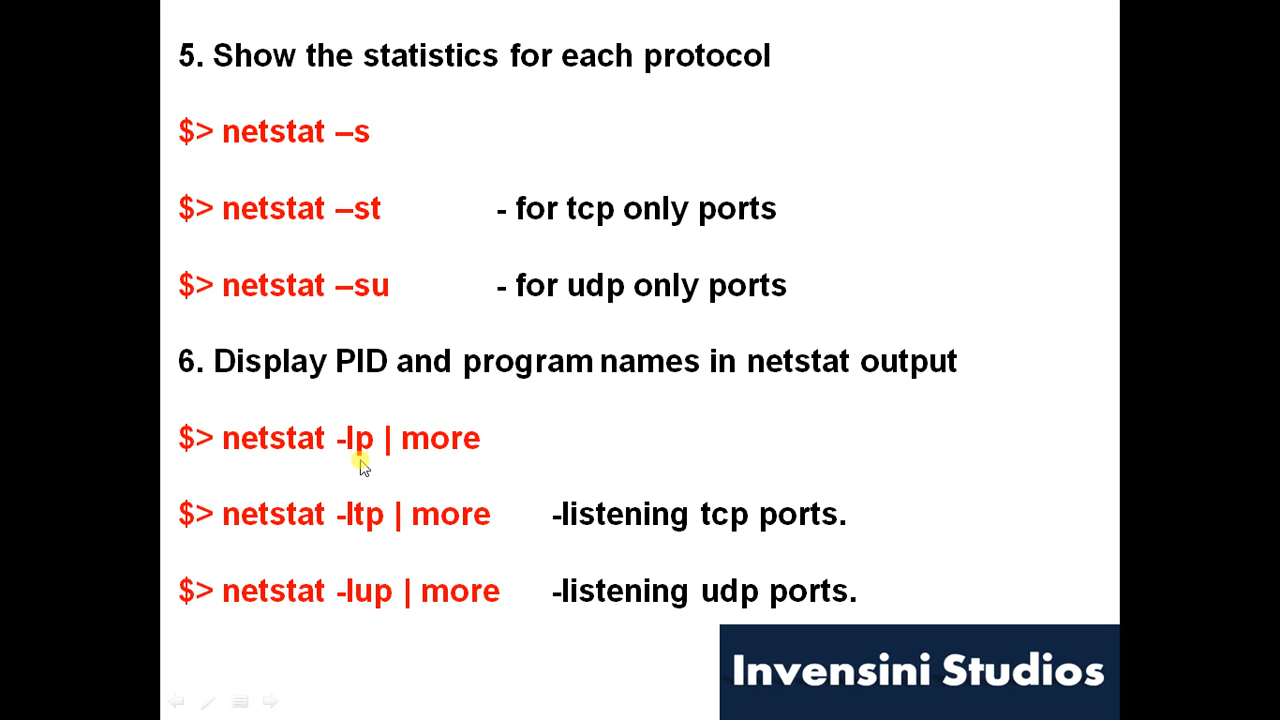 5. Show the statistics for each protocol
$> netstat –s
$> netstat –st - for tcp only ports
$> netstat –su - for udp only ports
6. Display PID and program names in netstat output
$> netstat -lp | more
$> netstat -ltp | more -listening tcp ports.
$> netstat -lup | more -listening udp ports.
Invensini Studios